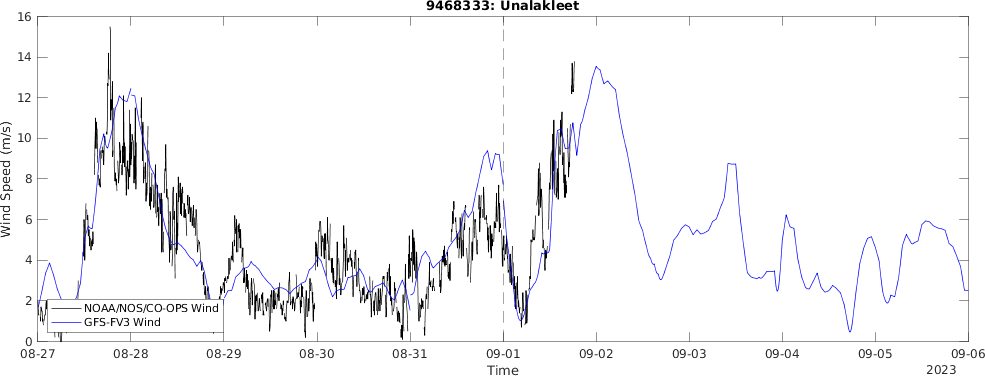 9468333: Unalakleet
Wind Speed (m/s)
16
14
12
10
8
6
4
2
0
NOAA/NOS/CO-OPS Wind
GFS-FV3 Wind
08-27 08-28 08-29 08-30 08-31 09-01 09-02 09-03 09-04 09-05 09-06
Time
2023